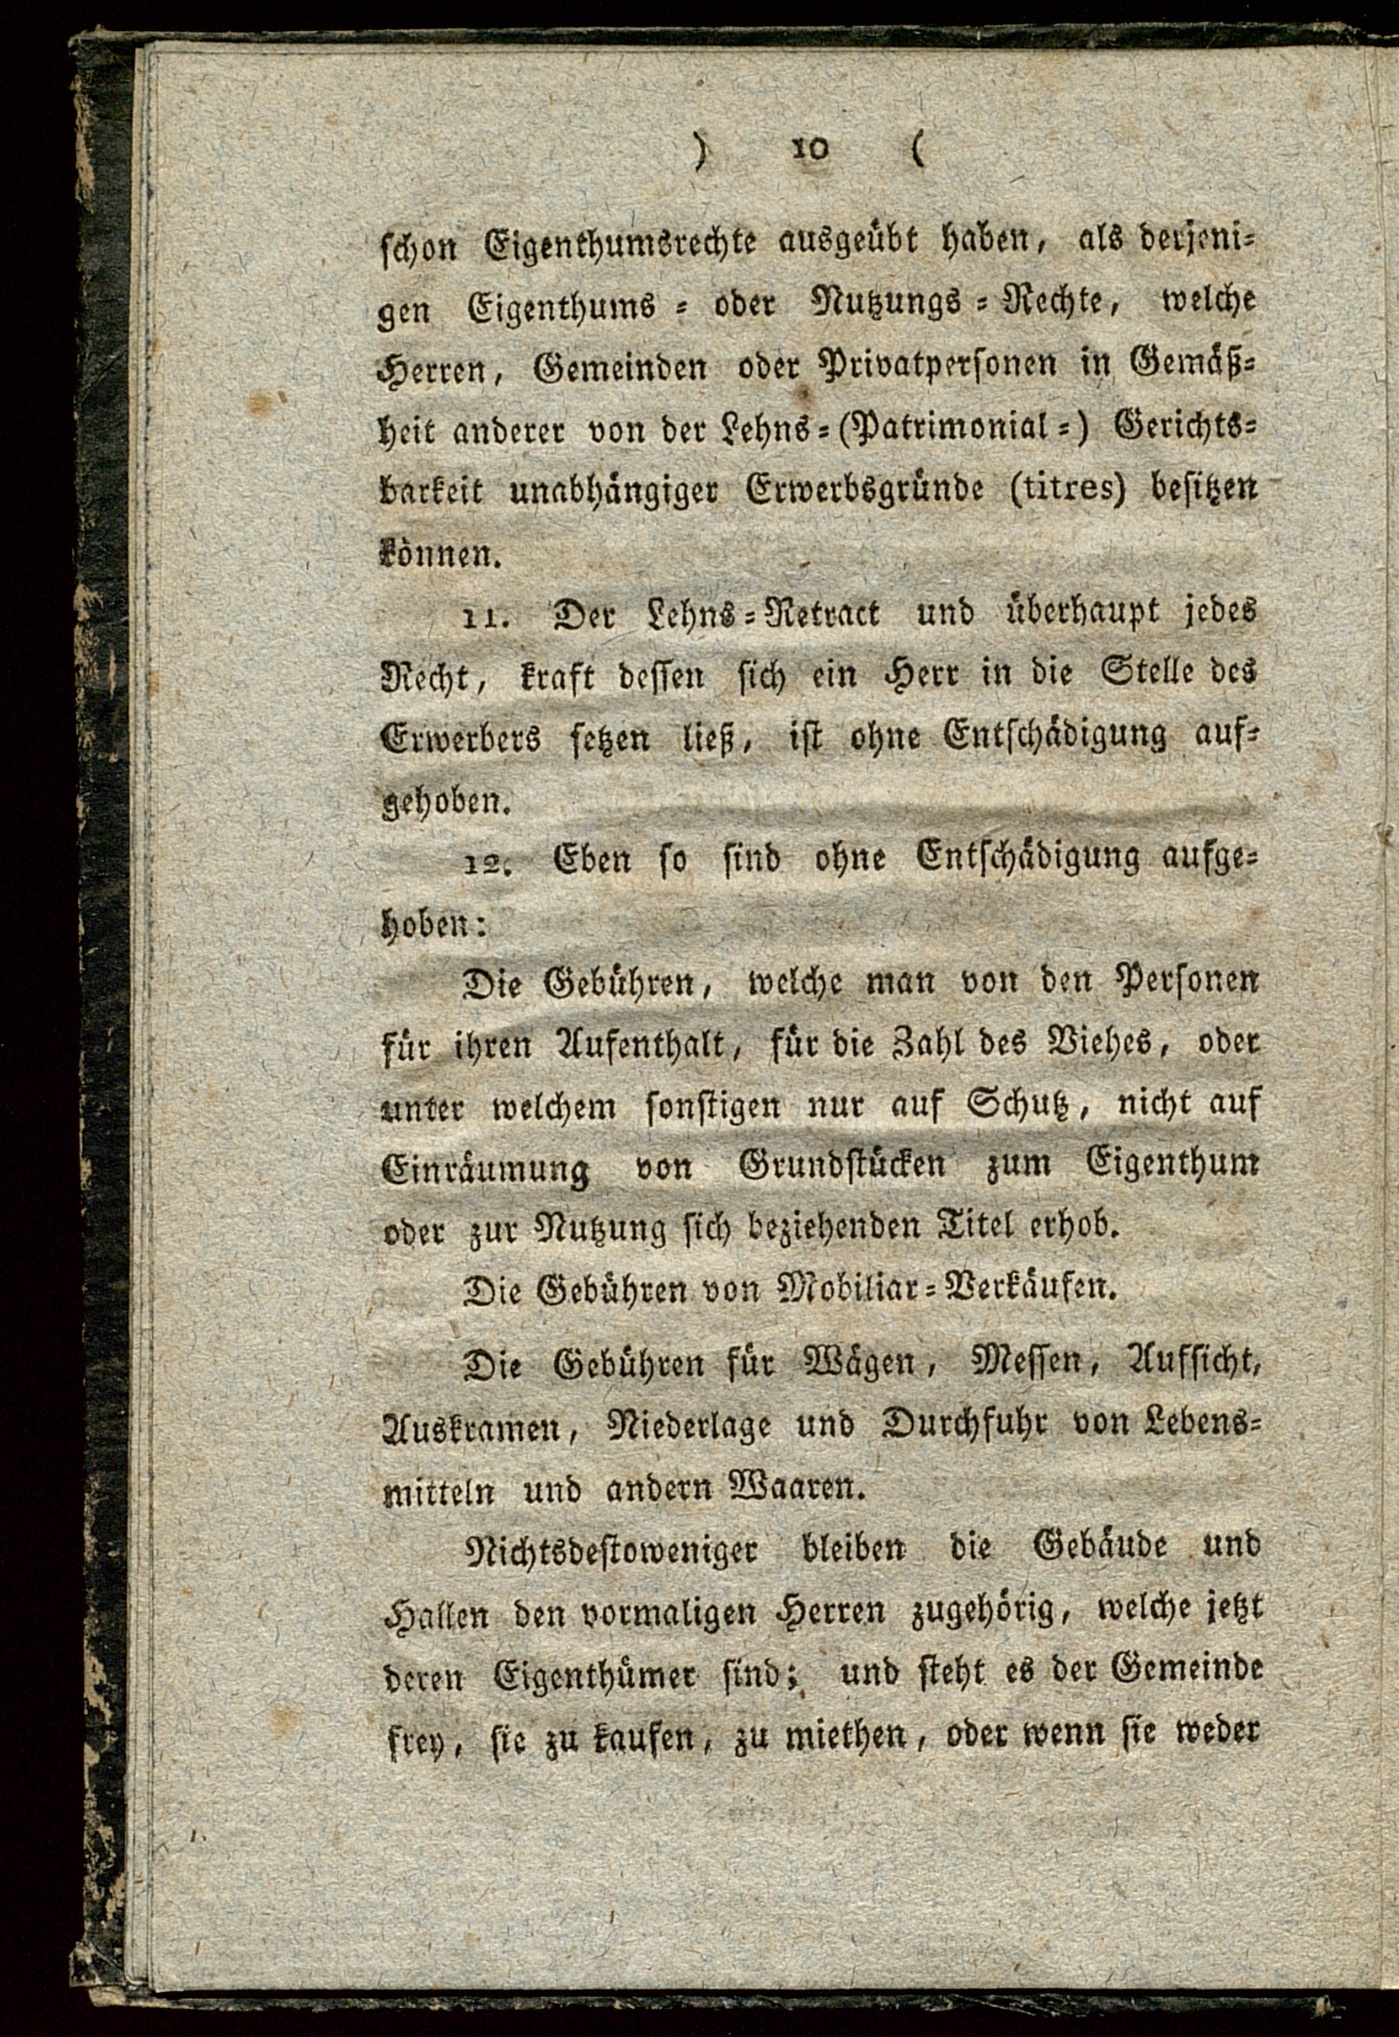 ) 10 (
schon Eigenthumsrechte ausgeübt haben, als derjeni-
gen Eigenthums - oder Nutzungs - Rechte, welche
Herren, Gemeinden oder Privatpersonen in Gemäß-
heit anderer von der Lehns-(Patrimonial-) Gerichts-
barkeit unabhängiger Erwerbsgründe (titres) besitzen
können.
11. Der Lehns-Retract und überhaupt jedes
Recht, kraft dessen sich ein Herr in die Stelle des
Erwerbers setzen ließ, ist ohne Entschädigung auf-
gehoben.
12. Eben so sind ohne Entschädigung aufge-
hoben:
Die Gebühren, welche man von den Personen
für ihren Aufenthalt, für die Zahl des Viehes, oder
unter welchem sonstigen nur auf Schutz, nicht auf
Einräumung von Grundstücken zum Eigenthum
oder zur Nutzung sich beziehenden Titel erhob.
Die Gebühren von Mobiliar-Verkäufen.
Die Gebühren für Wägen, Messen, Aufsicht,
Auskramen, Niederlage und Durchfuhr von Lebens-
mitteln und andern Waaren.
Nichtsdestoweniger bleiben die Gebäude und
Hallen den vormaligen Herren zugehörig, welche jetzt
deren Eigenthümer sind; und steht es der Gemeinde
frey, sie zu kaufen, zu miethen, oder wenn sie weder